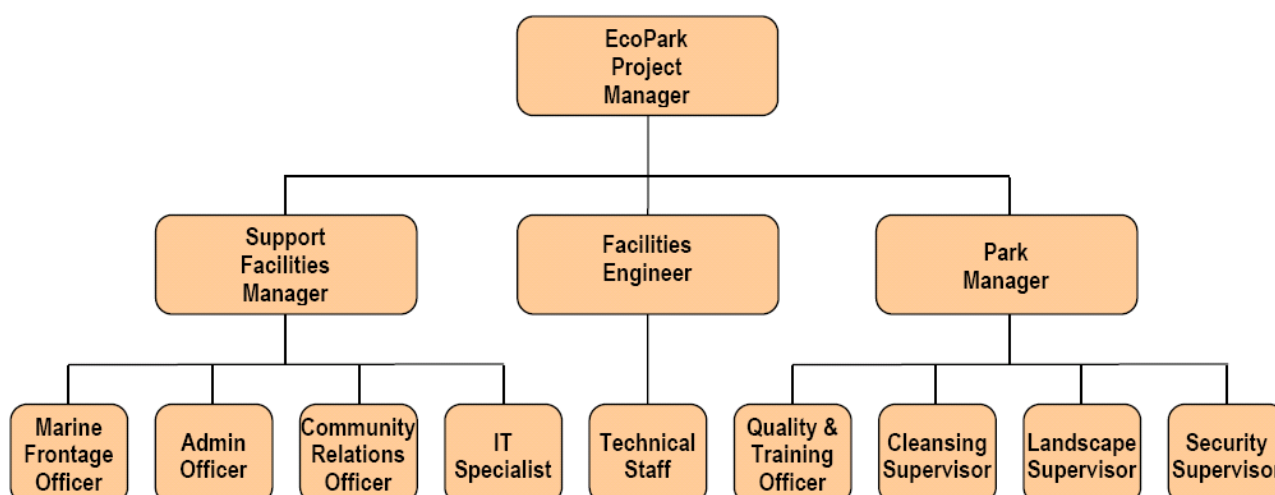 EcoPark
Project
Manager
Support
Facilities
Manager
Facilities
Engineer
Park
Manager
Marine
Frontage
Officer
Admin
Officer
Community
Relations
Officer
IT
Specialist
Technical
Staff
Quality &
Training
Officer
Cleansing
Supervisor
Landscape
Supervisor
Security
Supervisor